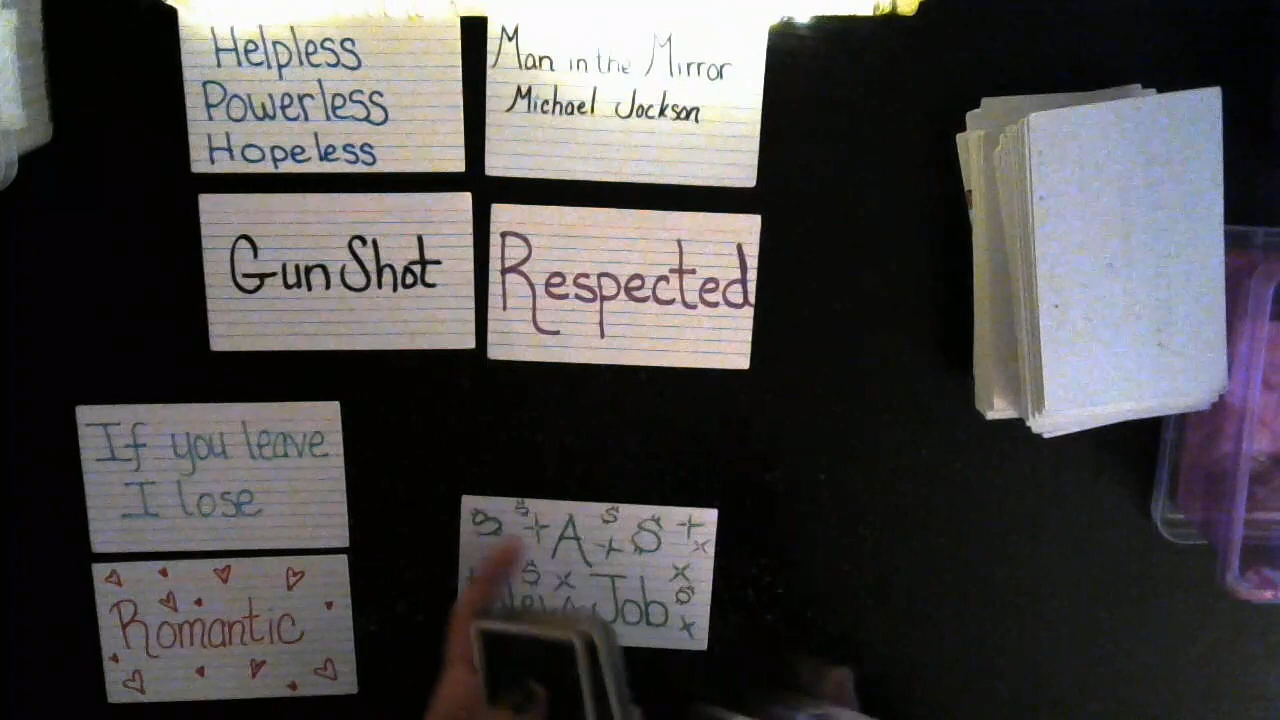 Helpless
Powerless
Hopeless
Man in the Mirror
Michael Jackson
GunShot
Respected
If you leave
I lose
Romantic
$ $ + A $ + $ + x
$ x Job x $ x